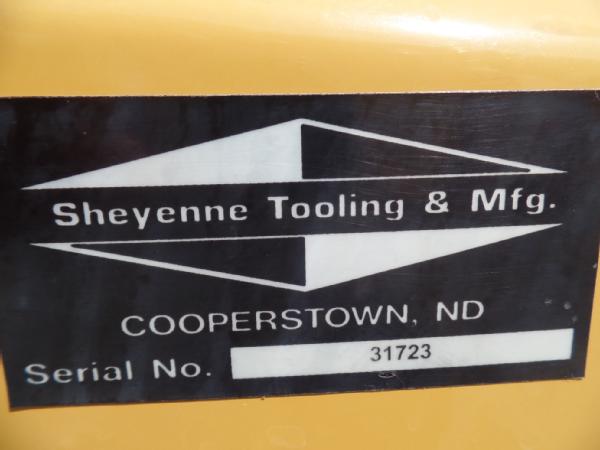 Sheyenne Tooling & Mfg.
COOPERSTOWN, ND
Serial No. 31723